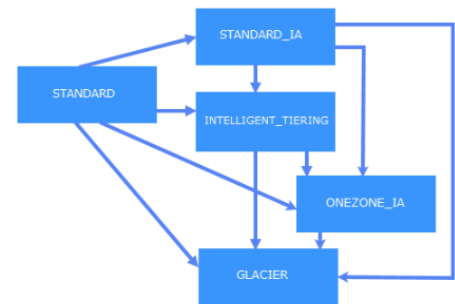 STANDARD_IA
STANDARD
INTELLIGENT_TIERING
ONEZONE_IA
GLACIER